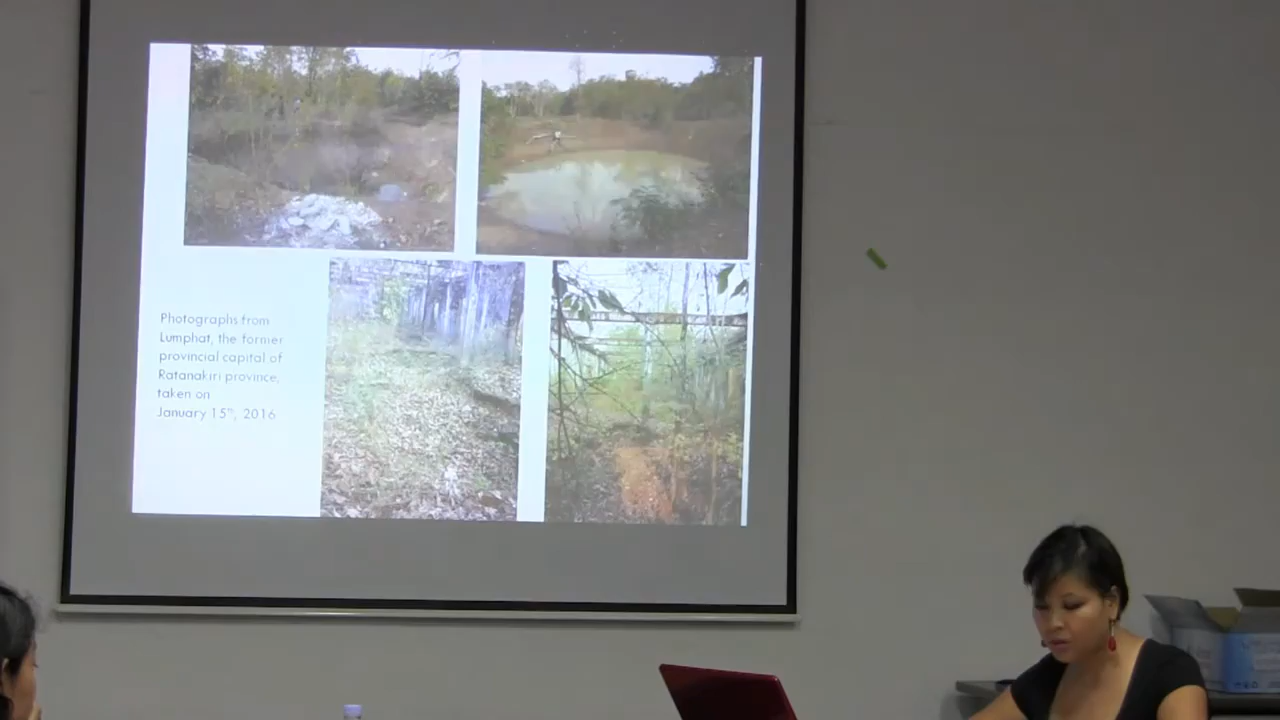 Photographs from
Lumphat, the former
provincial capital of
Ratanakiri province,
taken on
January 15th, 2016